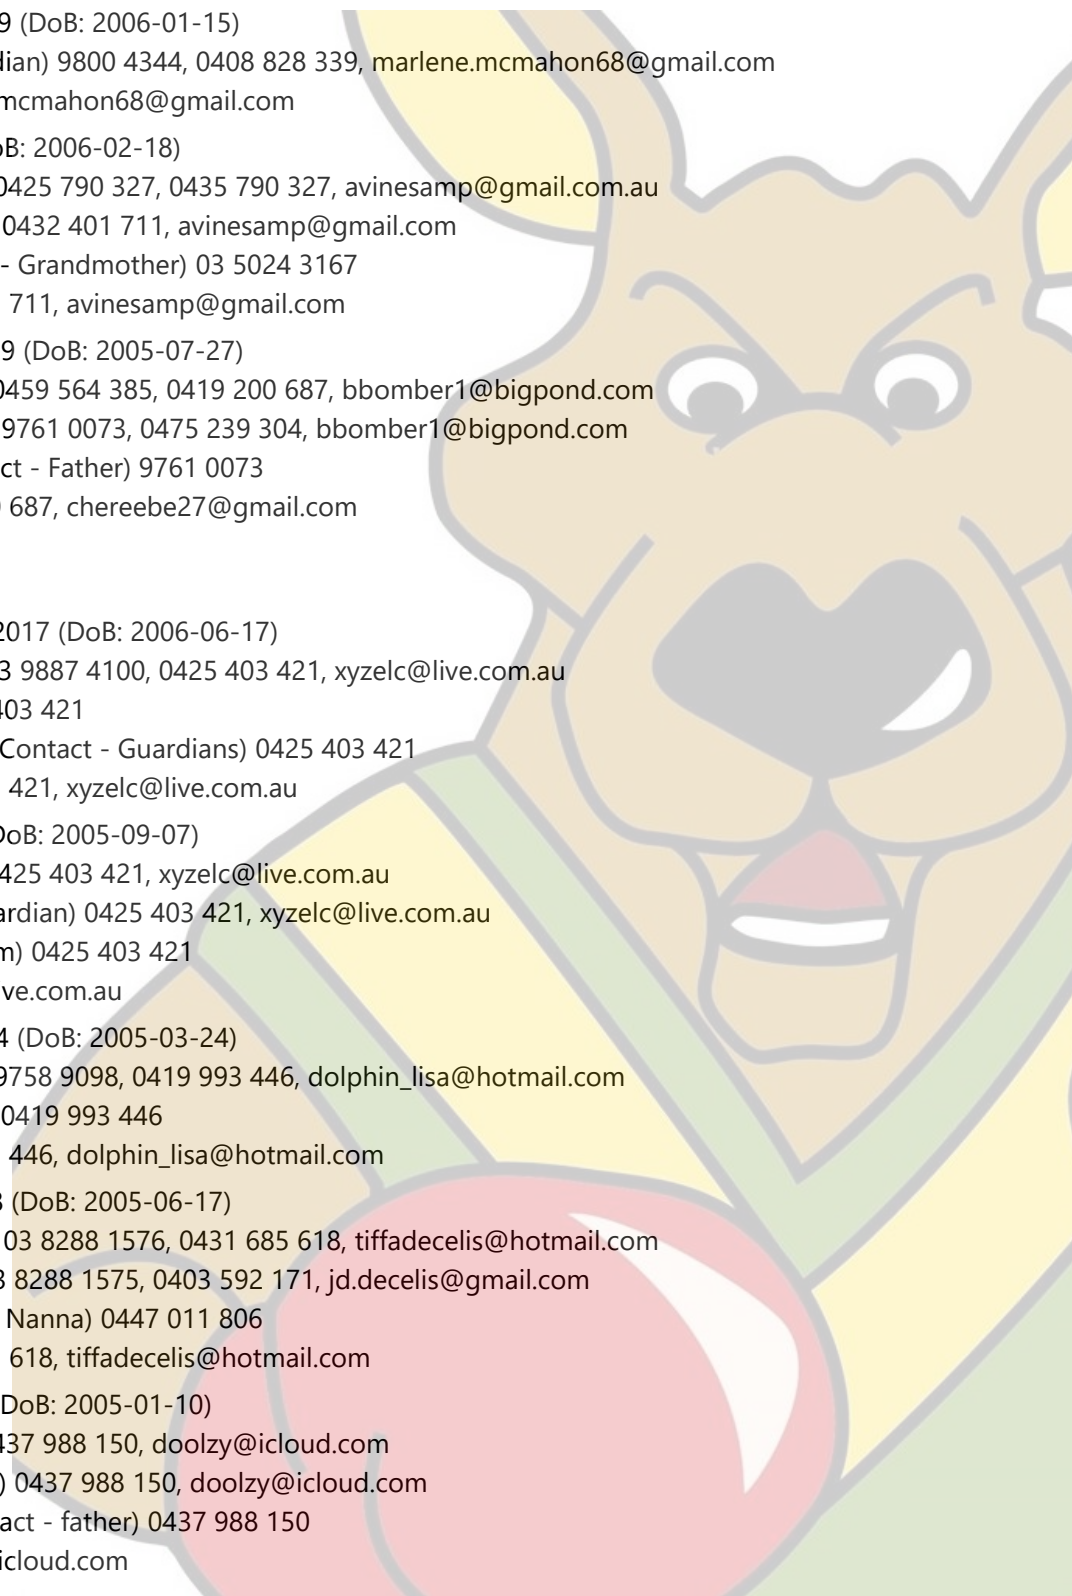 9 (DoB: 2006-01-15)
dian) 9800 4344, 0408 828 339, marlene.mcmahon68@gmail.com
mcmahon68@gmail.com
oB: 2006-02-18)
0425 790 327, 0435 790 327, avinesamp@gmail.com.au
0432 401 711, avinesamp@gmail.com
- Grandmother) 03 5024 3167
711, avinesamp@gmail.com
9 (DoB: 2005-07-27)
0459 564 385, 0419 200 687, bbomber1@bigpond.com
9761 0073, 0475 239 304, bbomber1@bigpond.com
ct - Father) 9761 0073
687, chereebe27@gmail.com
2017 (DoB: 2006-06-17)
3 9887 4100, 0425 403 421, xyzelc@live.com.au
403 421
Contact - Guardians) 0425 403 421
421, xyzelc@live.com.au
DoB: 2005-09-07)
425 403 421, xyzelc@live.com.au
ardian) 0425 403 421, xyzelc@live.com.au
m) 0425 403 421
ve.com.au
4 (DoB: 2005-03-24)
9758 9098, 0419 993 446, dolphin_lisa@hotmail.com
0419 993 446
446, dolphin_lisa@hotmail.com
3 (DoB: 2005-06-17)
03 8288 1576, 0431 685 618, tiffadecelis@hotmail.com
3 8288 1575, 0403 592 171, jd.decelis@gmail.com
Nanna) 0447 011 806
618, tiffadecelis@hotmail.com
DoB: 2005-01-10)
437 988 150, doolzy@icloud.com
) 0437 988 150, doolzy@icloud.com
act - father) 0437 988 150
icloud.com